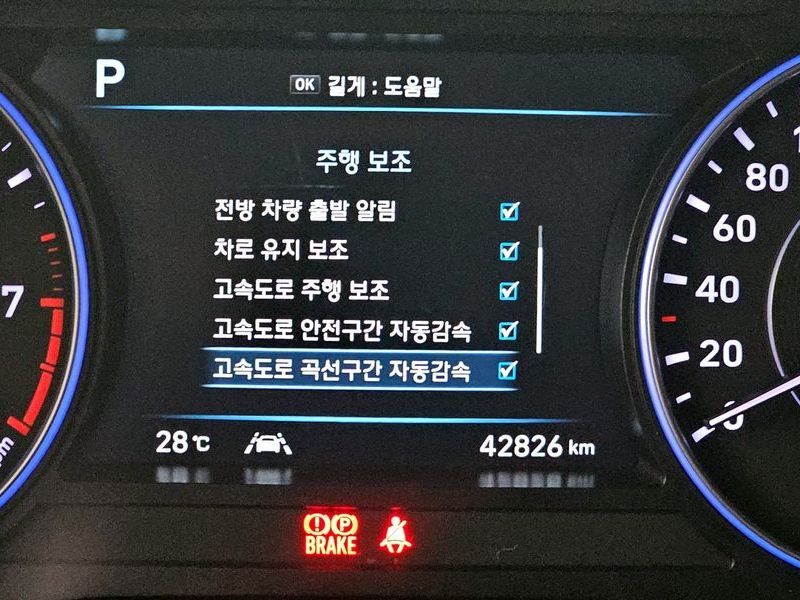 P
OK 길게 : 도움말
주행 보조
전방 차량 출발 알림
차로 유지 보조
고속도로 주행 보조
고속도로 안전구간 자동감속
고속도로 곡선구간 자동감속
28℃
42826 km
BRAKE
7
80
60
40
20
0